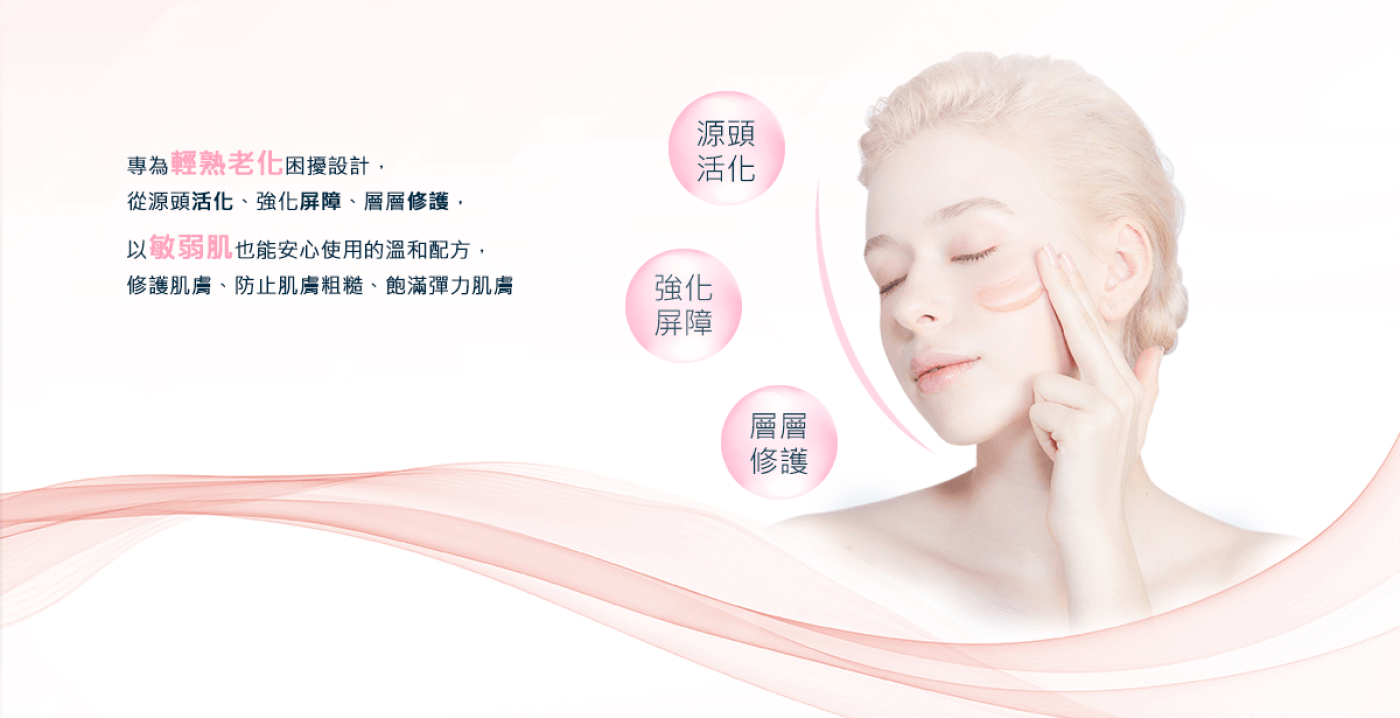 專為輕熟老化困擾設計，
從源頭活化、強化屏障、層層修護，
以敏弱肌也能安心使用的溫和配方，
修護肌膚、防止肌膚粗糙、飽滿彈力肌膚
源頭
活化
強化
屏障
層層
修護